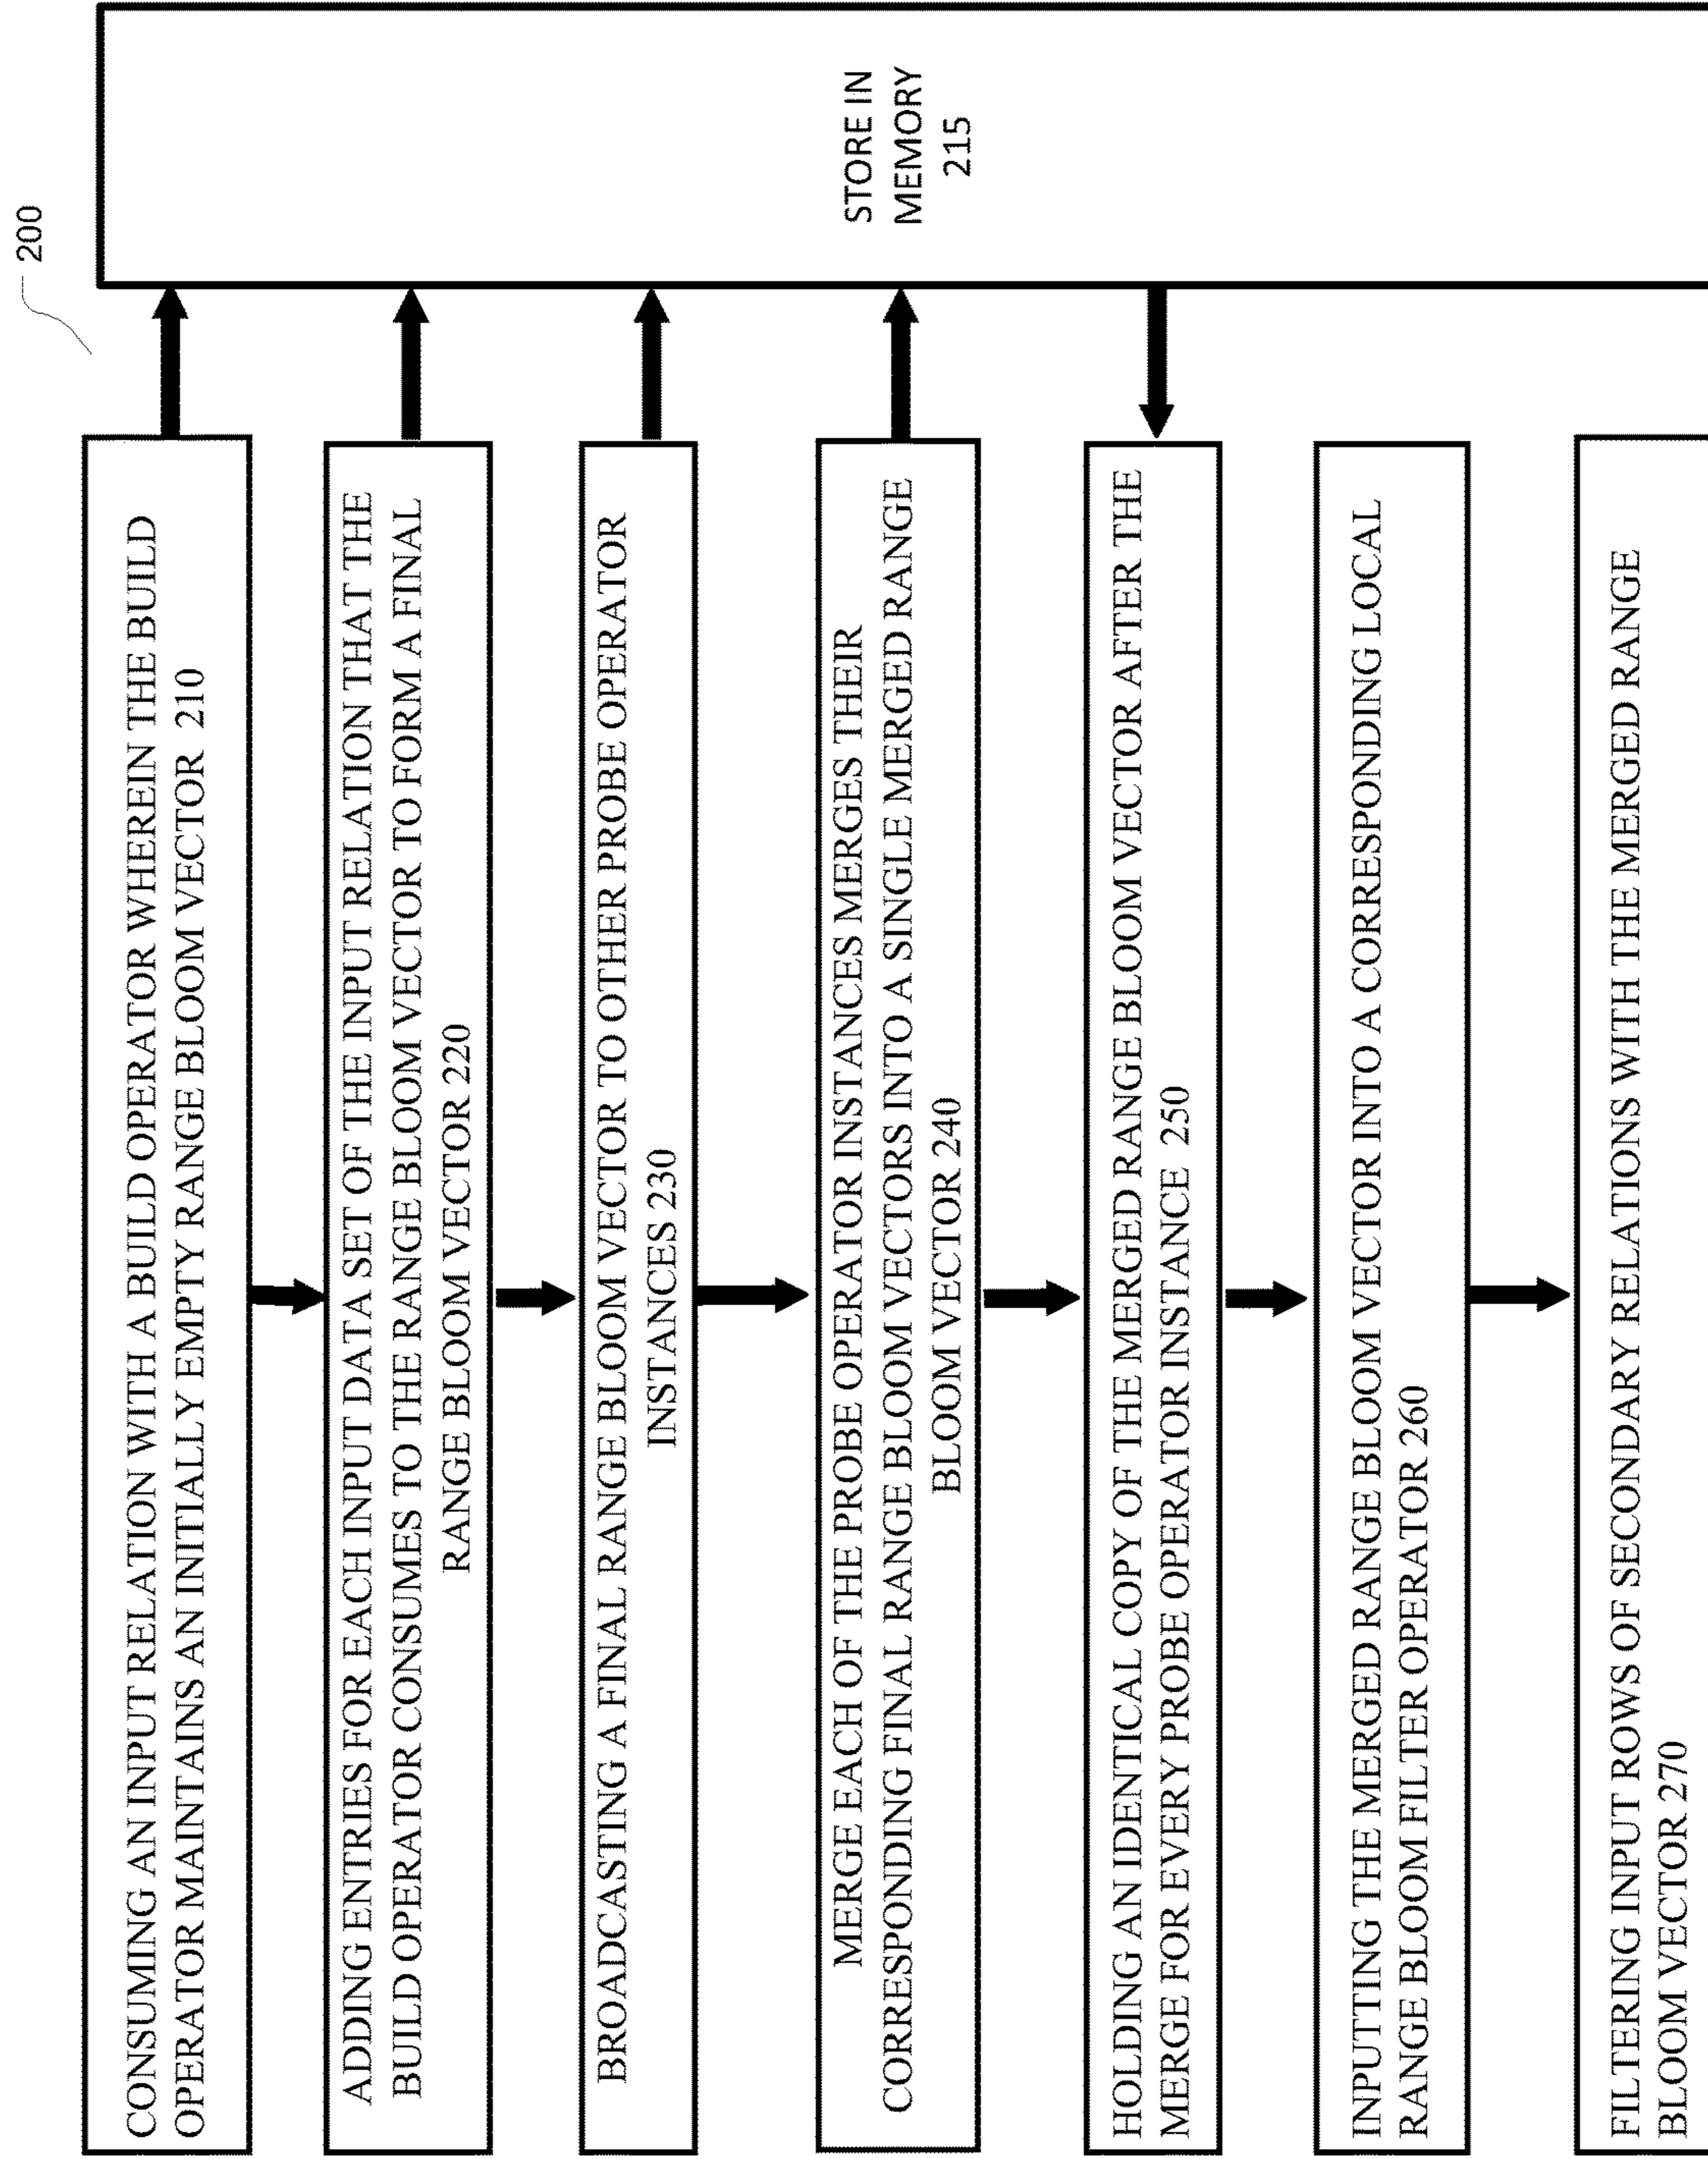 200
CONSUMING AN INPUT RELATION WITH A BUILD OPERATOR WHEREIN THE BUILD
OPERATOR MAINTAINS AN INITIALLY EMPTY RANGE BLOOM VECTOR 210
ADDING ENTRIES FOR EACH INPUT DATA SET OF THE INPUT RELATION THAT THE
BUILD OPERATOR CONSUMES TO THE RANGE BLOOM VECTOR TO FORM A FINAL
RANGE BLOOM VECTOR 220
BROADCASTING A FINAL RANGE BLOOM VECTOR TO OTHER PROBE OPERATOR
INSTANCES 230
MERGE EACH OF THE PROBE OPERATOR INSTANCES MERGES THEIR
CORRESPONDING FINAL RANGE BLOOM VECTORS INTO A SINGLE MERGED RANGE
BLOOM VECTOR 240
HOLDING AN IDENTICAL COPY OF THE MERGED RANGE BLOOM VECTOR AFTER THE
MERGE FOR EVERY PROBE OPERATOR INSTANCE 250
INPUTTING THE MERGED RANGE BLOOM VECTOR INTO A CORRESPONDING LOCAL
RANGE BLOOM FILTER OPERATOR 260
FILTERING INPUT ROWS OF SECONDARY RELATIONS WITH THE MERGED RANGE
BLOOM VECTOR 270
STORE IN
MEMORY
215